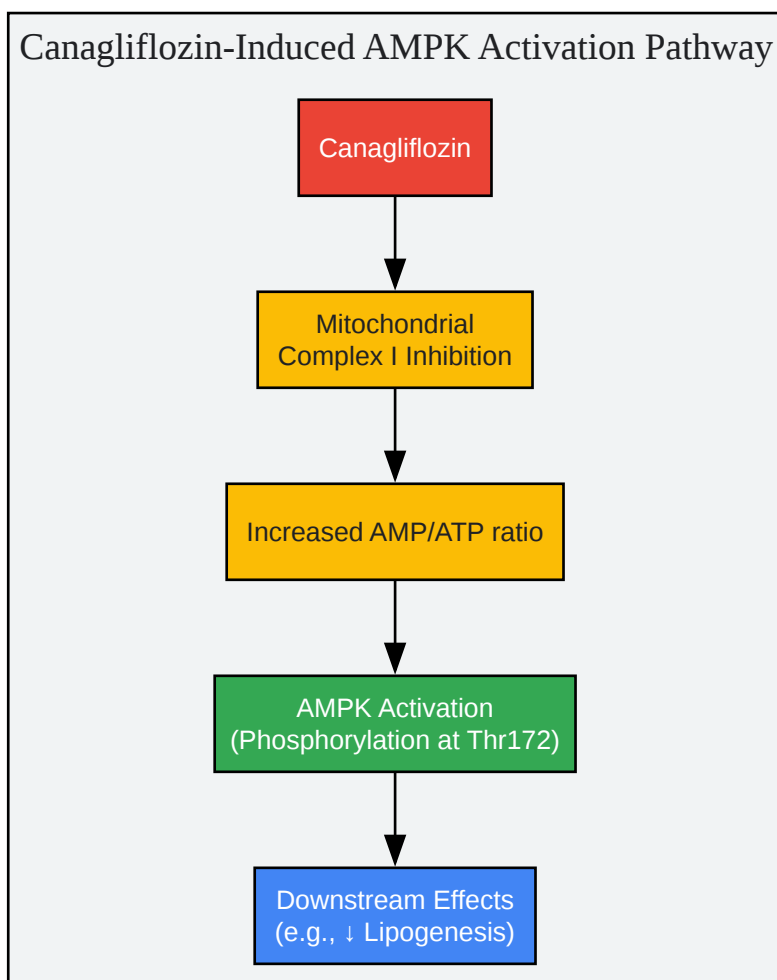 Canagliflozin-Induced AMPK Activation Pathway
Canagliflozin
Mitochondrial
Complex I Inhibition
Increased AMP/ATP ratio
AMPK Activation
(Phosphorylation at Thr172)
Downstream Effects
(e.g., ↓ Lipogenesis)